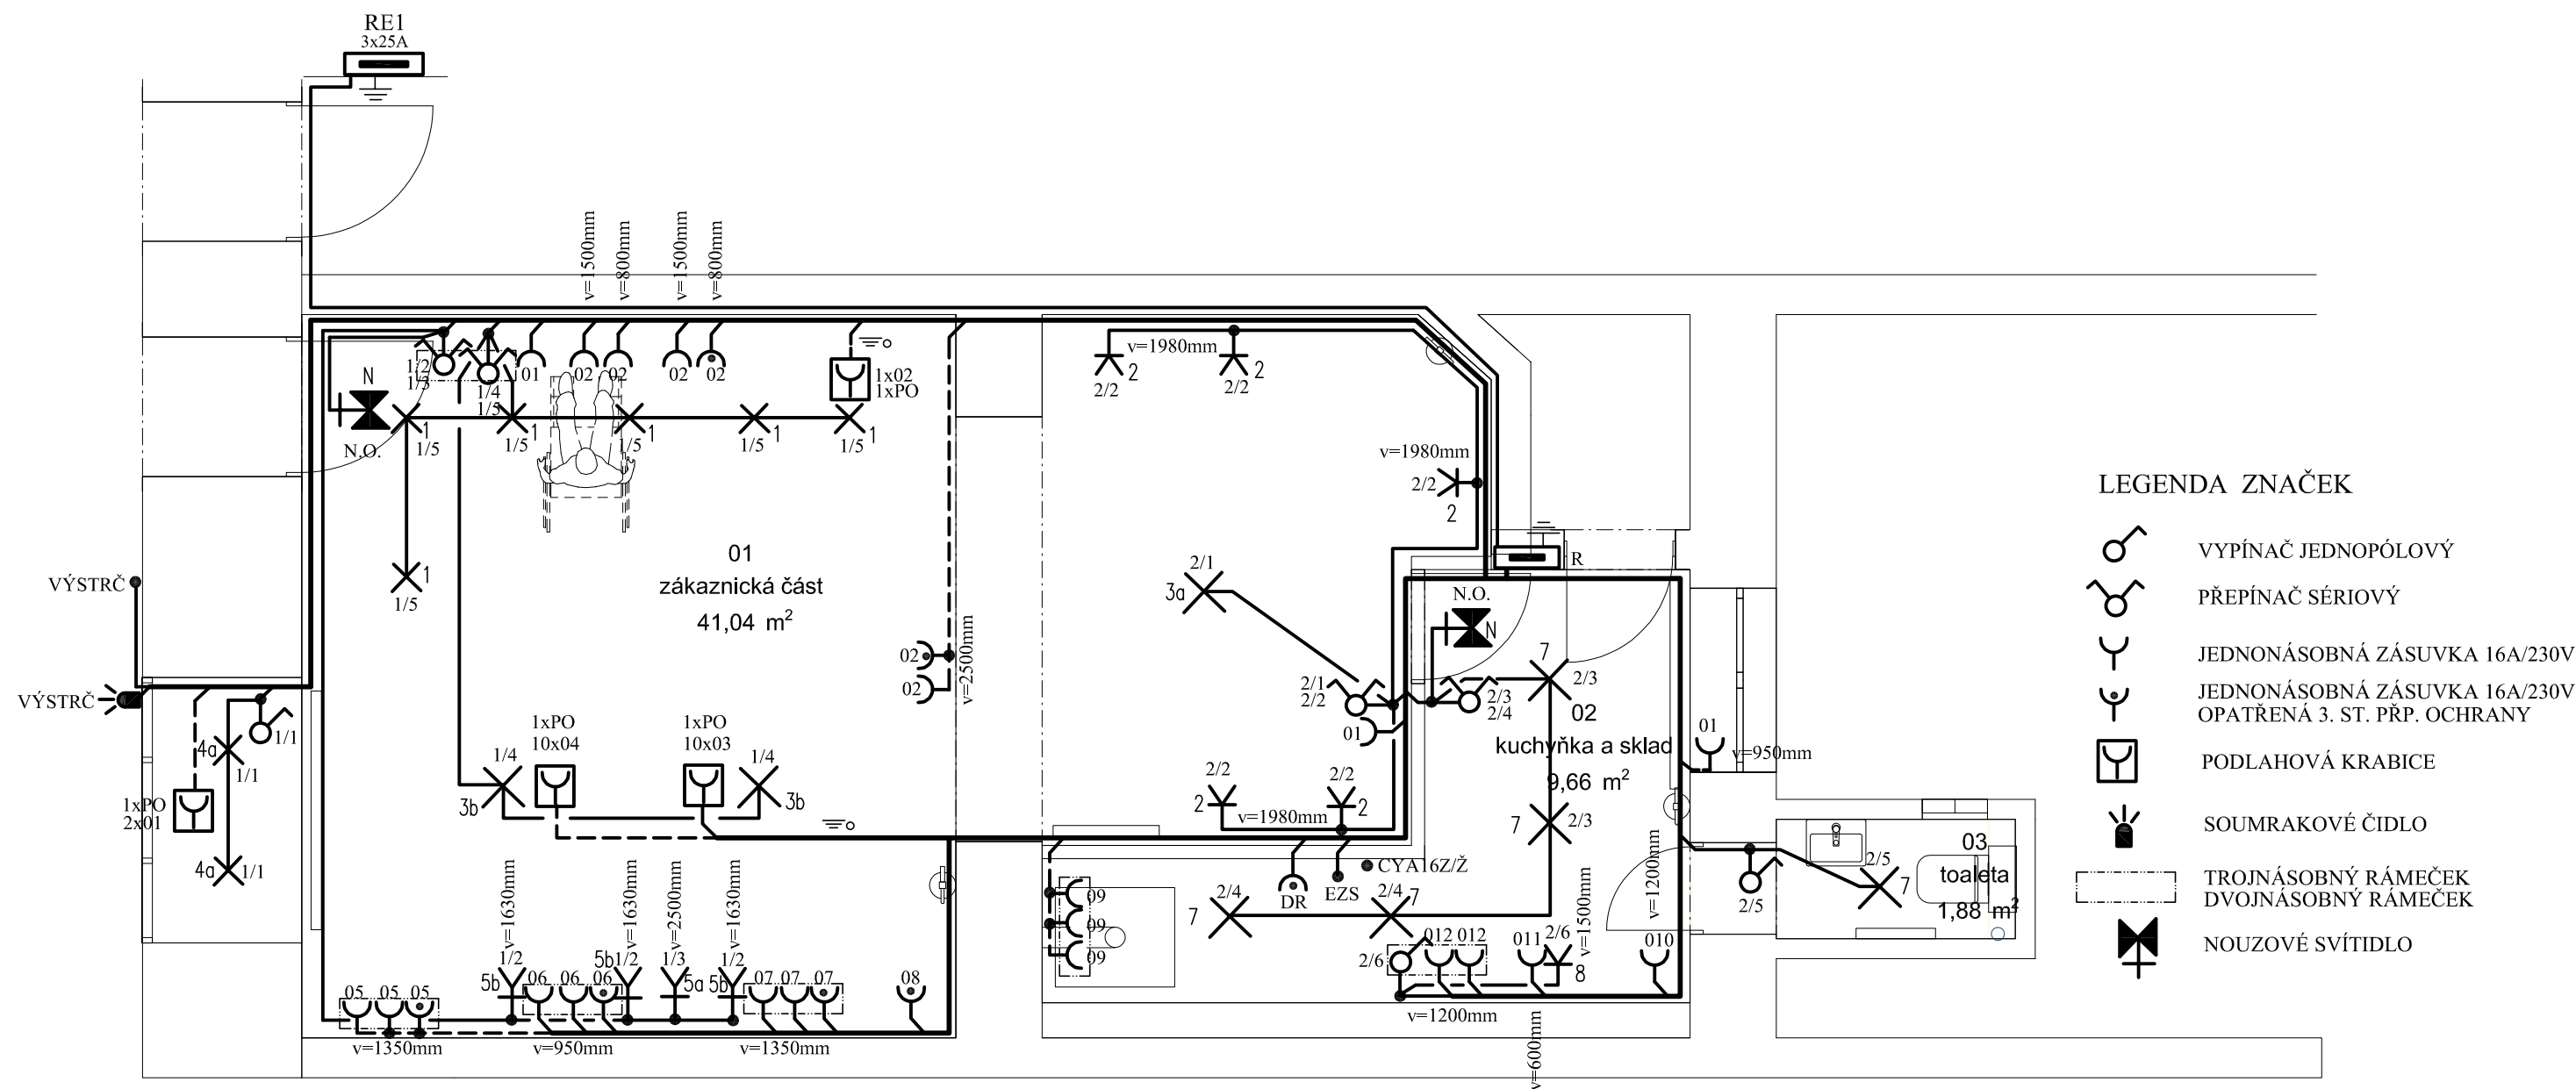 RE1
3x25A
v=1500mm
v=800mm
v=1500mm
v=800mm
1/2
1/3
1/4
1/5
01
02
02
02
02
1x02
1xPO
N
N.O.
1
1/5
1
1/5
1
1/5
1
1/5
1
1/5
1
1/5
v=1980mm
2
2/2
2
2/2
v=1980mm
2/2
2
R
01
zákaznická část
41,04 m²
02
02
v=2500mm
2/1
3a
N.O.
N
7
2/3
2/1
2/2
2/3
2/4
01
02
kuchyňka a sklad
9,66 m²
7
2/3
01
v=950mm
VÝSTRČ
VÝSTRČ
4a
1/1
1/1
1xPO
2x01
4a
1/1
1xPO
10x04
1xPO
10x03
1/4
3b
1/4
3b
2/2
2
2/2
2
v=1980mm
DR
EZS
CYA16Z/Ž
2/4
7
2/4
7
v=1200mm
2/5
2/5
7
03
toaleta
1,88 m²
v=1630mm
v=1630mm
v=2500mm
v=1630mm
1/2
5b
1/2
5b
1/3
5a
1/2
5b
05
05
05
06
06
06
07
07
07
08
v=1350mm
v=950mm
v=1350mm
09
09
09
2/6
012
012
011
2/6
8
v=1500mm
010
v=1200mm
v=600mm
LEGENDA ZNAČEK
VYPÍNAČ JEDNOPÓLOVÝ
PŘEPÍNAČ SÉRIOVÝ
JEDNONÁSOBNÁ ZÁSUVKA 16A/230V
JEDNONÁSOBNÁ ZÁSUVKA 16A/230V
OPATŘENÁ 3. ST. PŘP. OCHRANY
PODLAHOVÁ KRABICE
SOUMRAKOVÉ ČIDLO
TROJNÁSOBNÝ RÁMEČEK
DVOJNÁSOBNÝ RÁMEČEK
NOUZOVÉ SVÍTIDLO